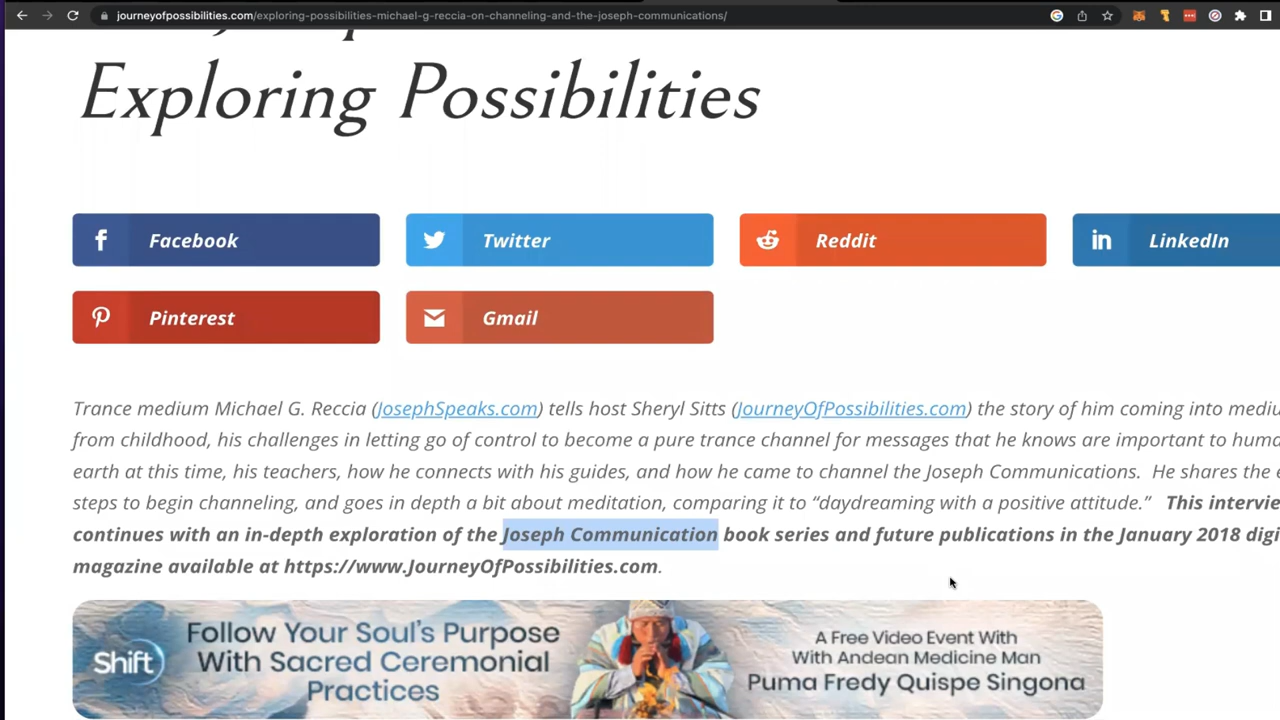 journeyofpossibilities.com/exploring-possibilities-michael-g-reccia-on-channeling-and-the-joseph-communications/
Exploring Possibilities
Facebook
Twitter
Reddit
LinkedIn
Pinterest
Gmail
Trance medium Michael G. Reccia (JosephSpeaks.com) tells host Sheryl Sitts (JourneyOfPossibilities.com) the story of him coming into
from childhood, his challenges in letting go of control to become a pure trance channel for messages that he knows are important to
earth at this time, his teachers, how he connects with his guides, and how he came to channel the Joseph Communications. He shares the
steps to begin channeling, and goes in depth a bit about meditation, comparing it to “daydreaming with a positive attitude.” This
continues with an in-depth exploration of the Joseph Communication book series and future publications in the January 2018
magazine available at https://www.JourneyOfPossibilities.com.
Shift
Follow Your Soul's Purpose
With Sacred Ceremonial
Practices
A Free Video Event With
With Andean Medicine Man
Puma Fredy Quispe Singona